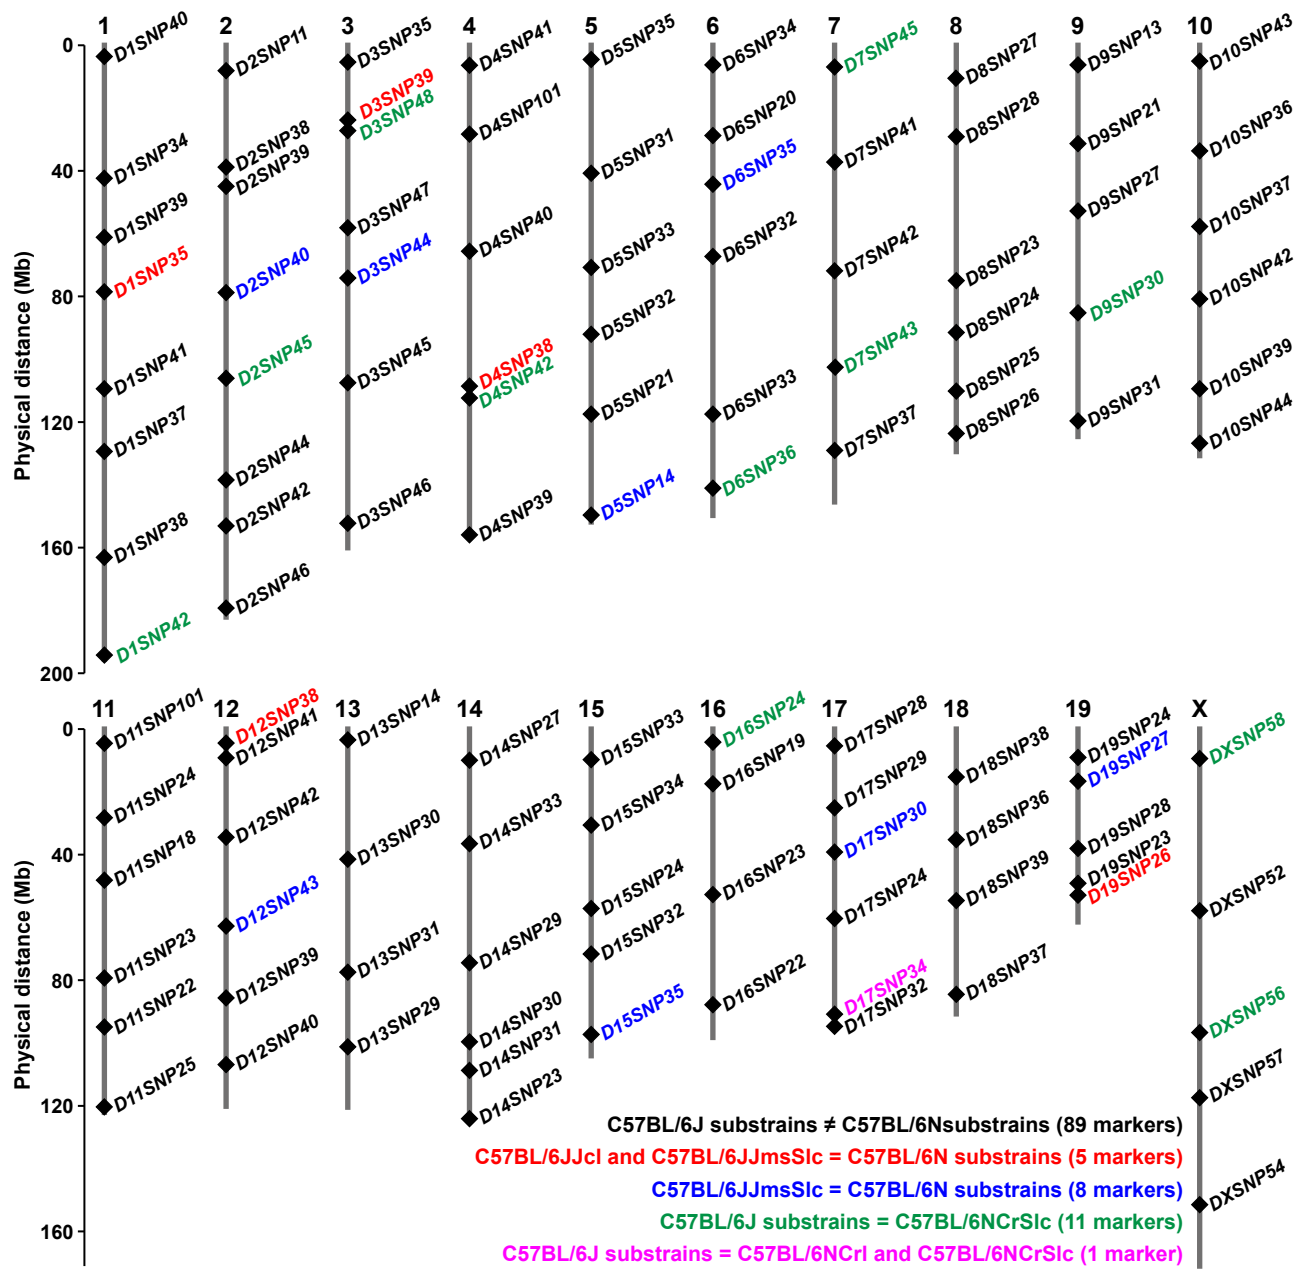 1 2 3 4 5 6 7 8 9 10
Physical distance (Mb)
0
40
80
120
160
200
D1SNP40
D1SNP34
D1SNP39
D1SNP35
D1SNP41
D1SNP37
D1SNP38
D1SNP42
D2SNP11
D2SNP38
D2SNP39
D2SNP40
D2SNP45
D2SNP44
D2SNP42
D2SNP46
D3SNP35
D3SNP39
D3SNP48
D3SNP47
D3SNP44
D3SNP45
D3SNP46
D4SNP41
D4SNP101
D4SNP40
D4SNP38
D4SNP42
D4SNP39
D5SNP35
D5SNP31
D5SNP33
D5SNP32
D5SNP21
D5SNP14
D6SNP34
D6SNP20
D6SNP35
D6SNP32
D6SNP33
D6SNP36
D7SNP45
D7SNP41
D7SNP42
D7SNP43
D7SNP37
D8SNP27
D8SNP28
D8SNP23
D8SNP24
D8SNP25
D8SNP26
D9SNP13
D9SNP21
D9SNP27
D9SNP30
D9SNP31
D10SNP43
D10SNP36
D10SNP37
D10SNP42
D10SNP39
D10SNP44
11 12 13 14 15 16 17 18 19 X
Physical distance (Mb)
0
40
80
120
160
D11SNP101
D11SNP24
D11SNP18
D11SNP23
D11SNP22
D11SNP25
D12SNP38
D12SNP41
D12SNP42
D12SNP43
D12SNP39
D12SNP40
D13SNP14
D13SNP30
D13SNP31
D13SNP29
D14SNP27
D14SNP33
D14SNP29
D14SNP30
D14SNP31
D14SNP23
D15SNP33
D15SNP34
D15SNP24
D15SNP32
D15SNP35
D16SNP24
D16SNP19
D16SNP23
D16SNP22
D17SNP28
D17SNP29
D17SNP30
D17SNP24
D17SNP34
D17SNP32
D18SNP38
D18SNP36
D18SNP39
D18SNP37
D19SNP24
D19SNP27
D19SNP28
D19SNP23
D19SNP26
DXSNP58
DXSNP52
DXSNP56
DXSNP57
DXSNP54
C57BL/6J substrains ≠ C57BL/6Nsubstrains (89 markers)
C57BL/6JJcl and C57BL/6JJmsSlc = C57BL/6N substrains (5 markers)
C57BL/6JJmsSlc = C57BL/6N substrains (8 markers)
C57BL/6J substrains = C57BL/6NCrSlc (11 markers)
C57BL/6J substrains = C57BL/6NCrl and C57BL/6NCrSlc (1 marker)